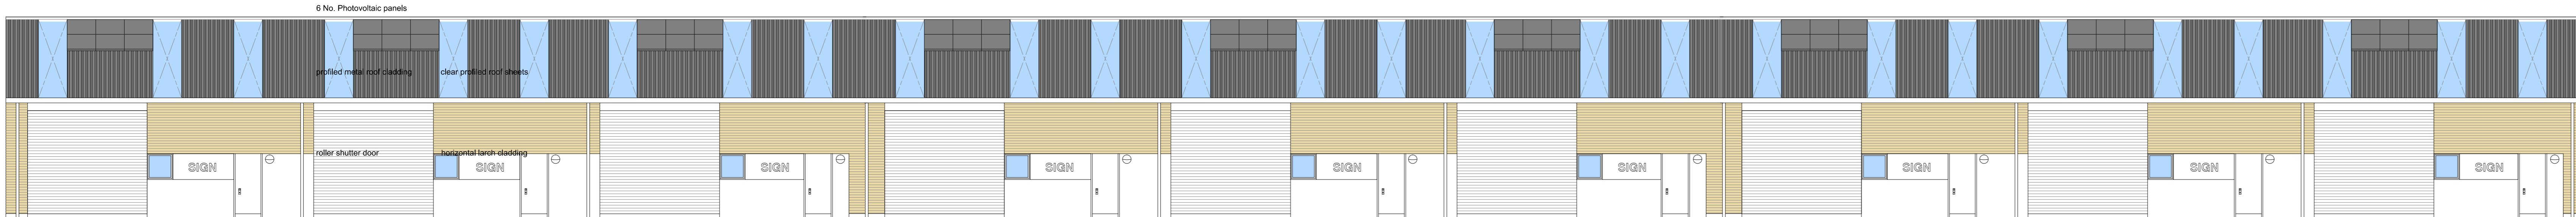 6 No. Photovoltaic panels
profiled metal roof cladding
clear profiled roof sheets
roller shutter door
horizontal larch cladding
SIGN
SIGN
SIGN
SIGN
SIGN
SIGN
SIGN
SIGN
SIGN